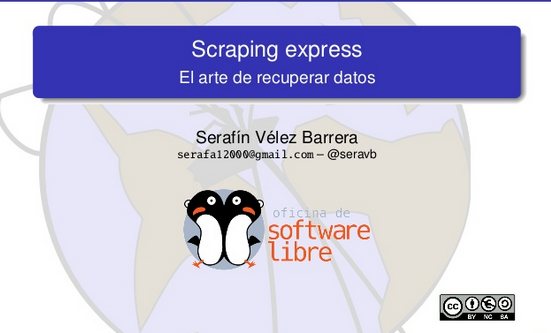 Scraping express
El arte de recuperar datos
Serafín Vélez Barrera
serafa12000@gmail.com – @seravb
oficina de
software
libre
cc
BY NC SA